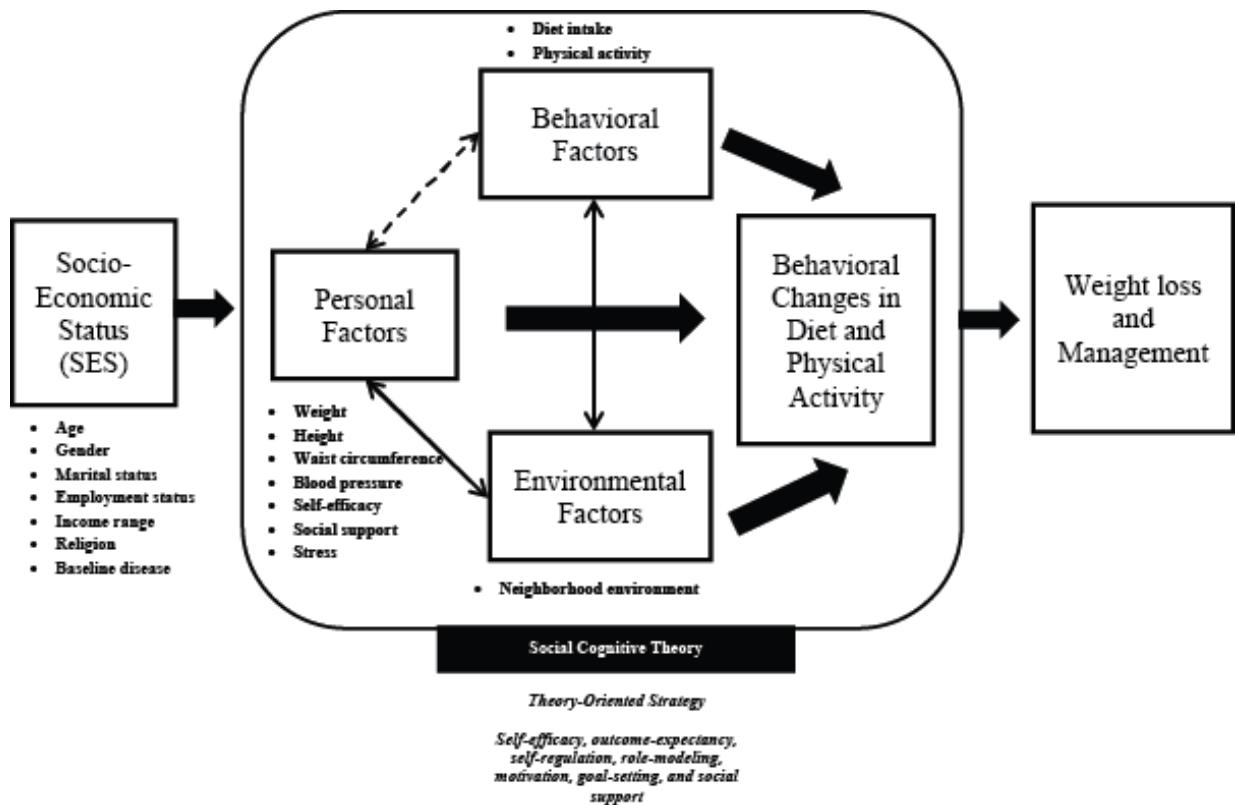 • Diet intake
• Physical activity
Behavioral
Factors
Socio-
Economic
Status
(SES)
• Age
• Gender
• Marital status
• Employment status
• Income range
• Religion
• Baseline disease
Personal
Factors
• Weight
• Height
• Waist circumference
• Blood pressure
• Self-efficacy
• Social support
• Stress
Environmental
Factors
• Neighborhood environment
Behavioral
Changes in
Diet and
Physical
Activity
Weight loss
and
Management
Social Cognitive Theory
Theory-Oriented Strategy
Self-efficacy, outcome-expectancy,
self-regulation, role-modeling,
motivation, goal-setting, and social
support